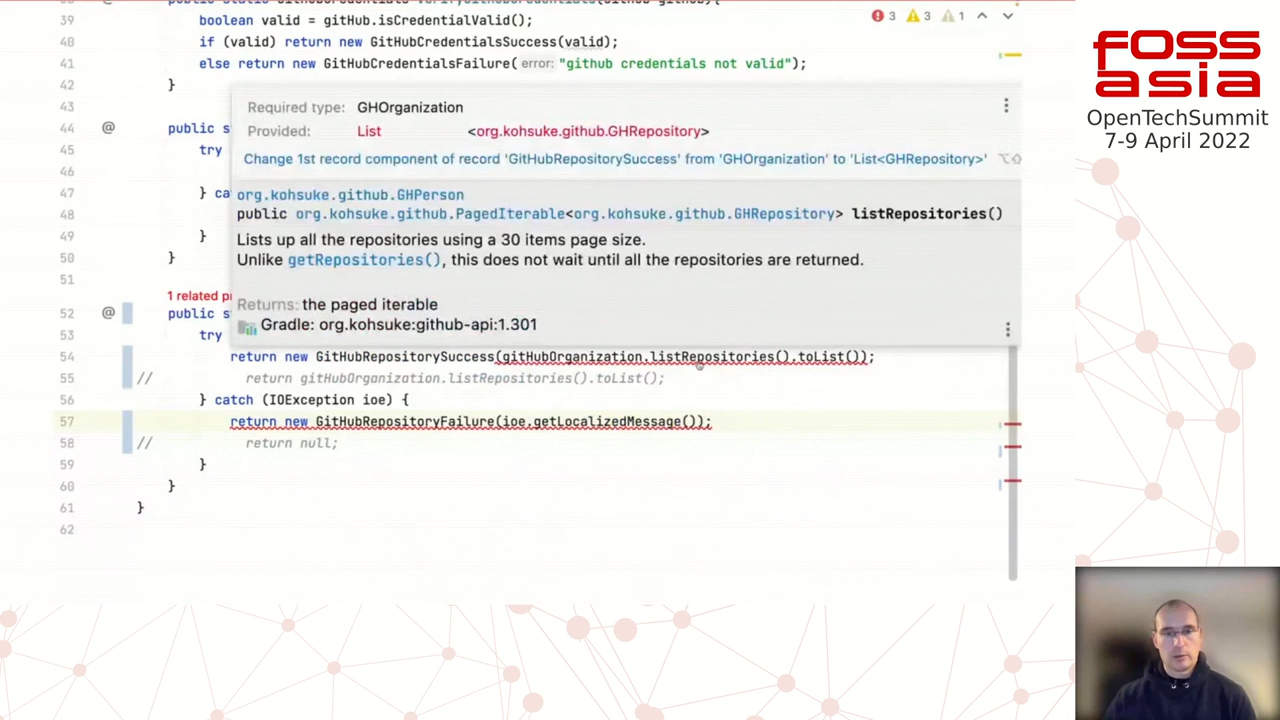 39 boolean valid = gitHub.isCredentialValid();
40 if (valid) return new GitHubCredentialsSuccess(valid);
41 else return new GitHubCredentialsFailure( error: "github credentials not valid");
42 }
43
44 @ public s
45 try
46
47 } ca
48
49 }
50 }
51
1 related p
52 @ public s
53 try
54 return new GitHubRepositorySuccess(gitHubOrganization.listRepositories().toList());
55 // return gitHubOrganization.listRepositories().toList();
56 } catch (IOException ioe) {
57 return new GitHubRepositoryFailure(ioe.getLocalizedMessage());
58 // return null;
59 }
60 }
61 }
62
3 3 1
Required type: GHOrganization
Provided: List <org.kohsuke.github.GHRepository>
Change 1st record component of record 'GitHubRepositorySuccess' from 'GHOrganization' to 'List<GHRepository>' ⌥⇧
org.kohsuke.github.GHPerson
public org.kohsuke.github.PagedIterable<org.kohsuke.github.GHRepository> listRepositories()
Lists up all the repositories using a 30 items page size.
Unlike getRepositories(), this does not wait until all the repositories are returned.
Returns: the paged iterable
Gradle: org.kohsuke:github-api:1.301
FOSS
asia
OpenTechSummit
7-9 April 2022